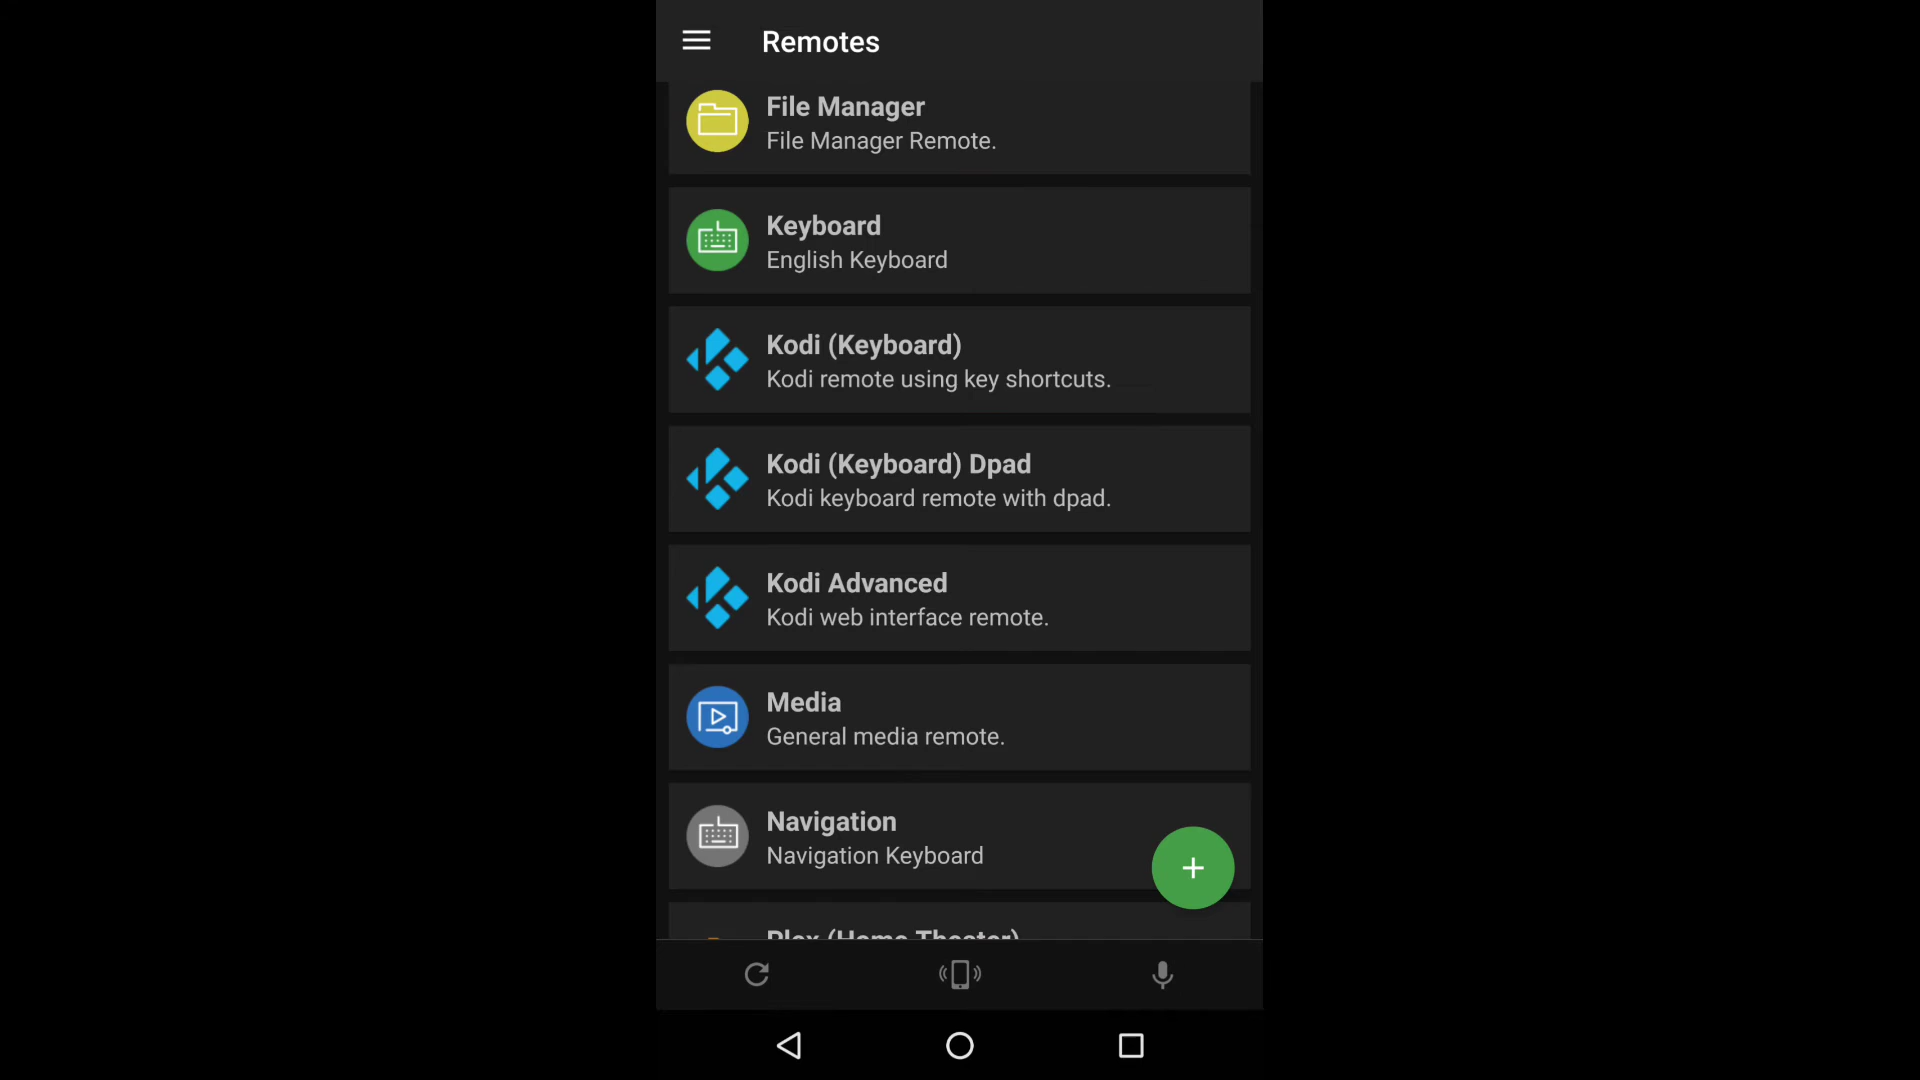 Remotes
File Manager
File Manager Remote.
Keyboard
English Keyboard
Kodi (Keyboard)
Kodi remote using key shortcuts.
Kodi (Keyboard) Dpad
Kodi keyboard remote with dpad.
Kodi Advanced
Kodi web interface remote.
Media
General media remote.
Navigation
Navigation Keyboard
Plex (Home Theater)